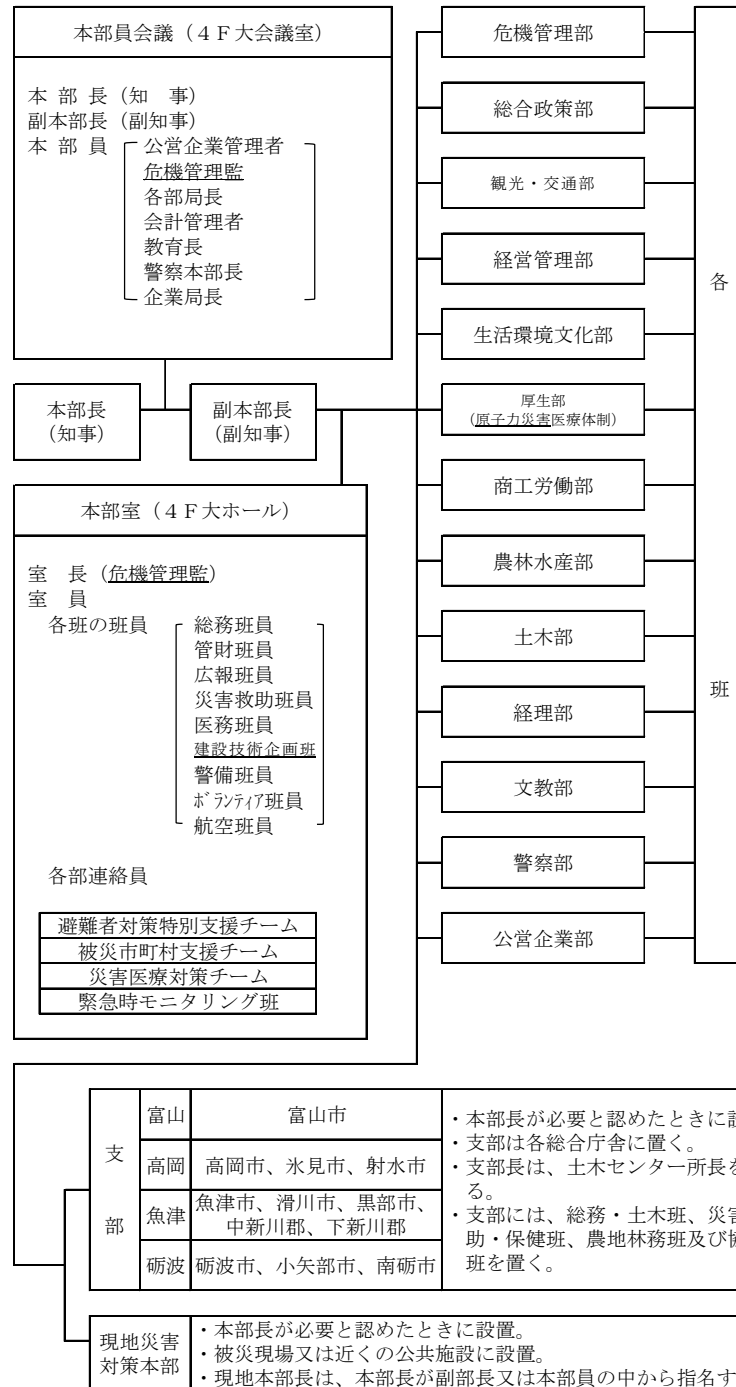 本部員会議（４Ｆ大会議室）
本 部 長（知　事）
副本部長（副知事）
本 部 員
公営企業管理者
危機管理監
各部局長
会計管理者
教育長
警察本部長
企業局長
本部長
（知事）
副本部長
（副知事）
本部室（４Ｆ大ホール）
室　長（危機管理監）
室　員
各班の班員
総務班員
管財班員
広報班員
災害救助班員
医務班員
建設技術企画班
警備班員
ﾎﾞﾗﾝﾃｨｱ班員
航空班員
各部連絡員
避難者対策特別支援チーム
被災市町村支援チーム
災害医療対策チーム
緊急時モニタリング班
危機管理部
総合政策部
観光・交通部
経営管理部
生活環境文化部
厚生部
（原子力災害医療体制）
商工労働部
農林水産部
土木部
経理部
文教部
警察部
公営企業部
各
班
支
部
富山
富山市
高岡
高岡市、氷見市、射水市
魚津
魚津市、滑川市、黒部市、
中新川郡、下新川郡
砺波
砺波市、小矢部市、南砺市
・本部長が必要と認めたときに
・支部は各総合庁舎に置く。
・支部長は、土木センター所長を
る。
・支部には、総務・土木班、災害
助・保健班、農地林務班及び
班を置く。
現地災害
対策本部
・本部長が必要と認めたときに設置。
・被災現場又は近くの公共施設に設置。
・現地本部長は、本部長が副部長又は本部員の中から指名す